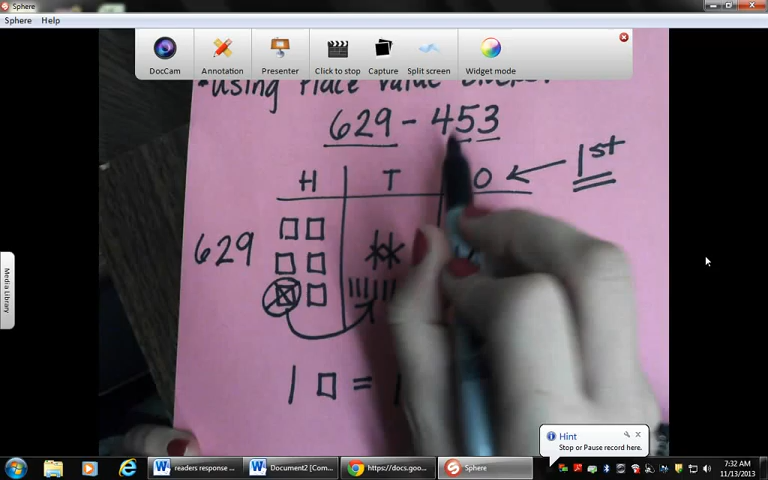 Sphere
Sphere Help
DocCam Annotation Presenter Click to stop Capture Split screen Widget mode
-Using Place Value
629 - 453
1st
H T O
629
1 □ = 1
Media Library
Hint
Stop or Pause record here.
readers response ... Document2 [Com... https://docs.goo... Sphere
7:32 AM
11/13/2013